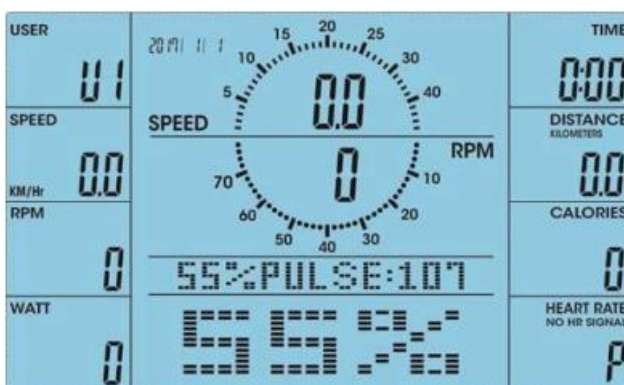 USER
U1
SPEED
KM/Hr 0.0
RPM
0
WATT
0
2017/ 1/ 1
5 10 15 20 25 30 40
SPEED 0.0
0 RPM
70 60 50 40 30 20 10
55%PULSE:107
55%
TIME
0:00
DISTANCE
KILOMETERS
0.0
CALORIES
0
HEART RATE
NO HR SIGNAL
P